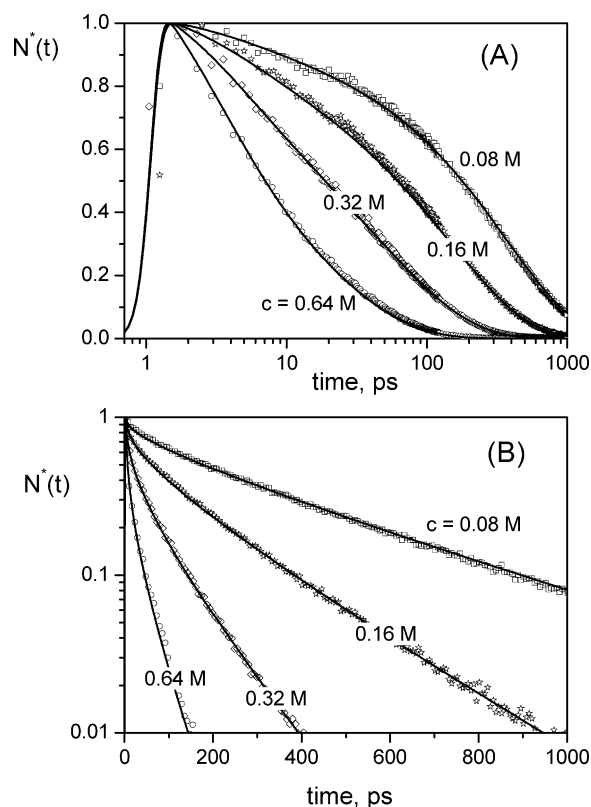 N*(t)
(A)
1.0
0.8
0.6
0.4
0.2
0.0
0.08 M
0.32 M
0.16 M
c = 0.64 M
1
10
100
1000
time, ps
(B)
N*(t)
1
0.1
0.01
c = 0.08 M
0.16 M
0.64 M
0.32 M
0
200
400
600
800
1000
time, ps